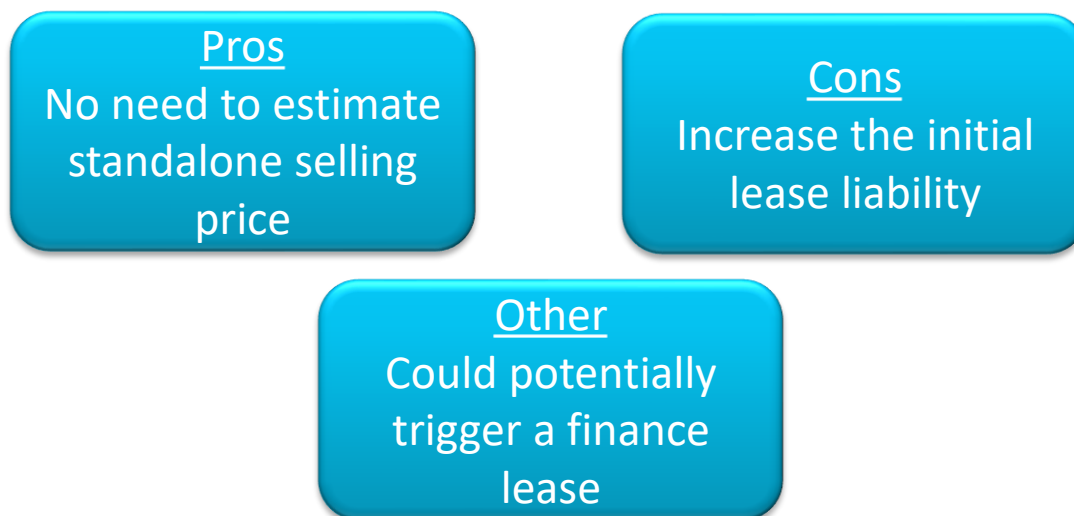 Pros
No need to estimate
standalone selling
price
Cons
Increase the initial
lease liability
Other
Could potentially
trigger a finance
lease